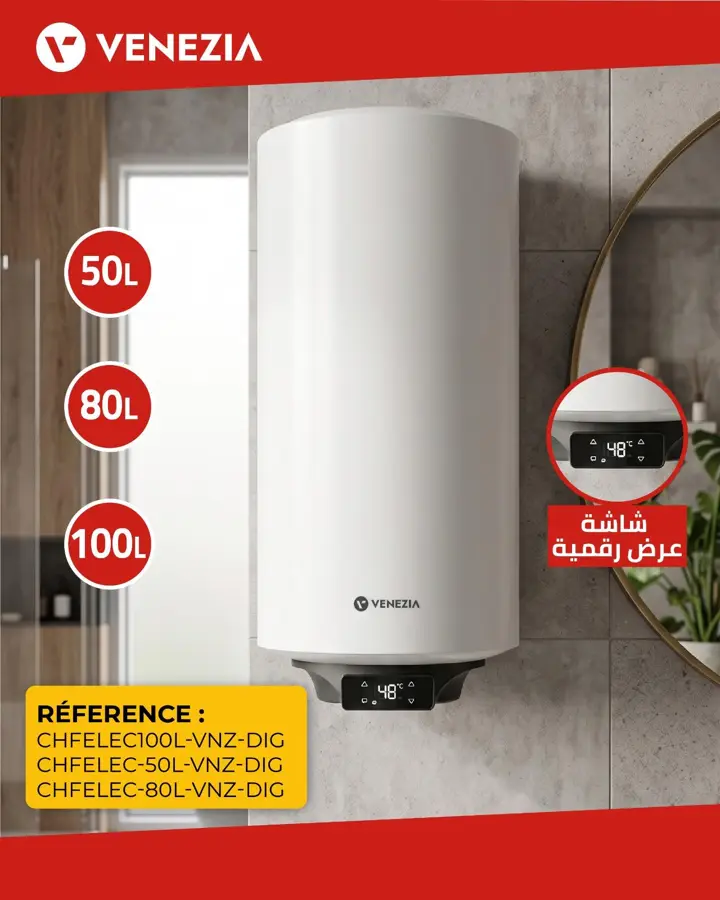 VENEZIA
50L
80L
100L
48°C
شاشة
عرض رقمية
VENEZIA
48°C
RÉFERENCE :
CHFELEC100L-VNZ-DIG
CHFELEC-50L-VNZ-DIG
CHFELEC-80L-VNZ-DIG